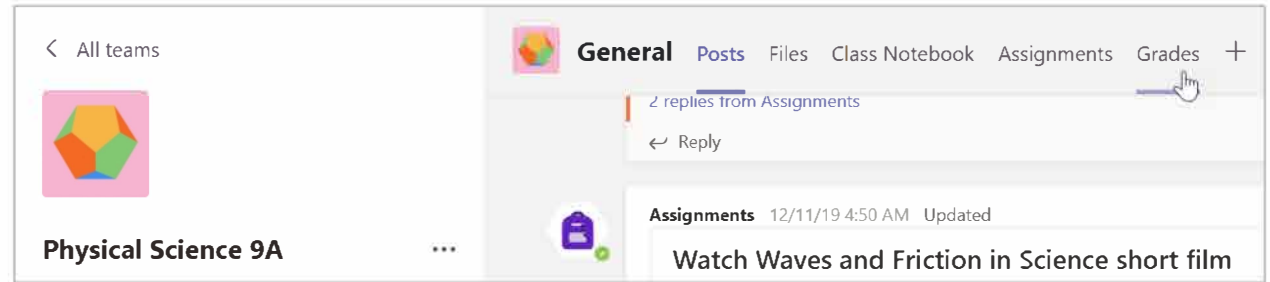 All teams
Physical Science 9A
General Posts Files Class Notebook Assignments Grades
2 replies from Assignments
Reply
Assignments 12/11/19 4:50 AM Updated
Watch Waves and Friction in Science short film